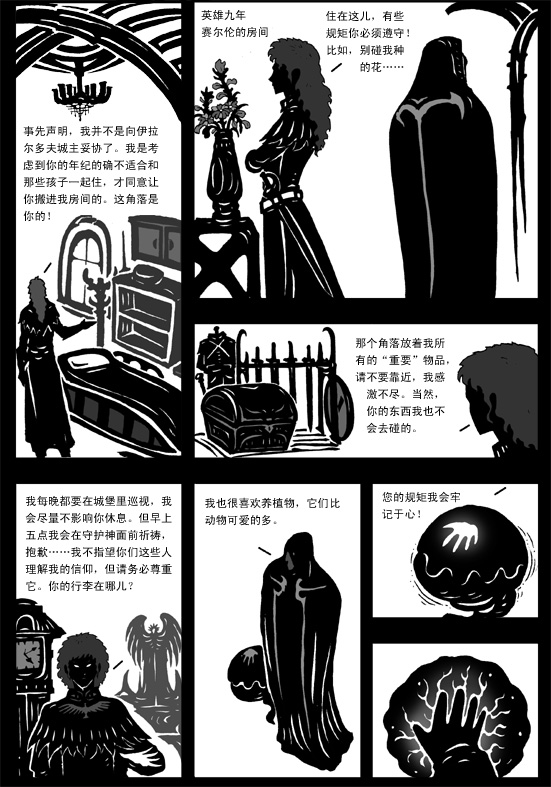 事先声明，我并不是向伊拉
尔多夫城主妥协了。我是考
虑到你的年纪的确不适合和
那些孩子一起住，才同意让
你搬进我房间的。这角落是
你的！
英雄九年
赛尔伦的房间
住在这儿，有些
规矩你必须遵守！
比如，别碰我种
的花……
那个角落放着我所
有的“重要”物品，
请不要靠近，我感
激不尽。当然，
你的东西我也不
会去碰的。
我每晚都要在城堡里巡视，我
会尽量不影响你休息。但早上
五点我会在守护神面前祈祷，
抱歉……我不指望你们这些人
理解我的信仰，但请务必尊重
它。你的行李在哪儿？
我也很喜欢养植物，它们比
动物可爱的多。
您的规矩我会牢
记于心！